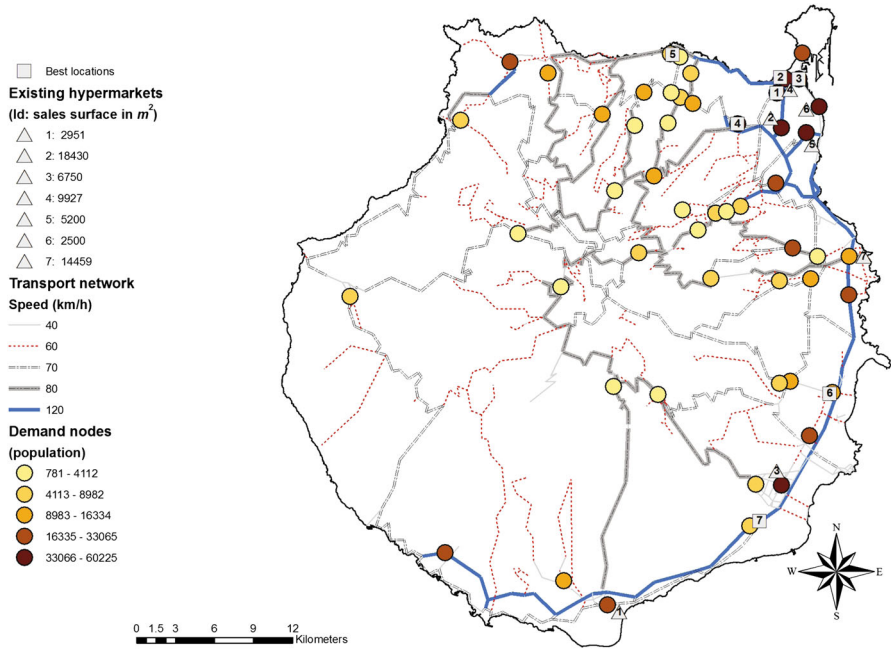 Best locations
Existing hypermarkets
(Id: sales surface in m²)
1: 2951
2: 18430
3: 6750
4: 9927
5: 5200
6: 2500
7: 14459
Transport network
Speed (km/h)
40
60
70
80
120
Demand nodes
(population)
781 - 4112
4113 - 8982
8983 - 16334
16335 - 33065
33066 - 60225
0 1.5 3 6 9 12
Kilometers
5
2 3
1 4
6
4 2
5
7
6
3
7
1
N
W E
S